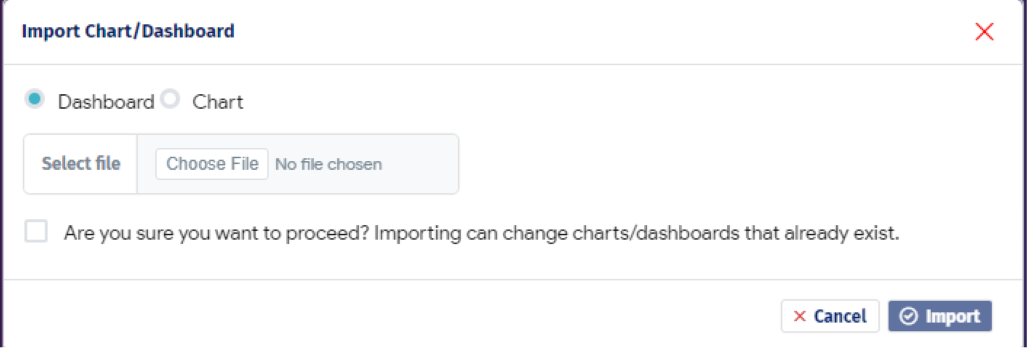 Import Chart/Dashboard
Dashboard Chart
Select file Choose File No file chosen
Are you sure you want to proceed? Importing can change charts/dashboards that already exist.
Cancel Import